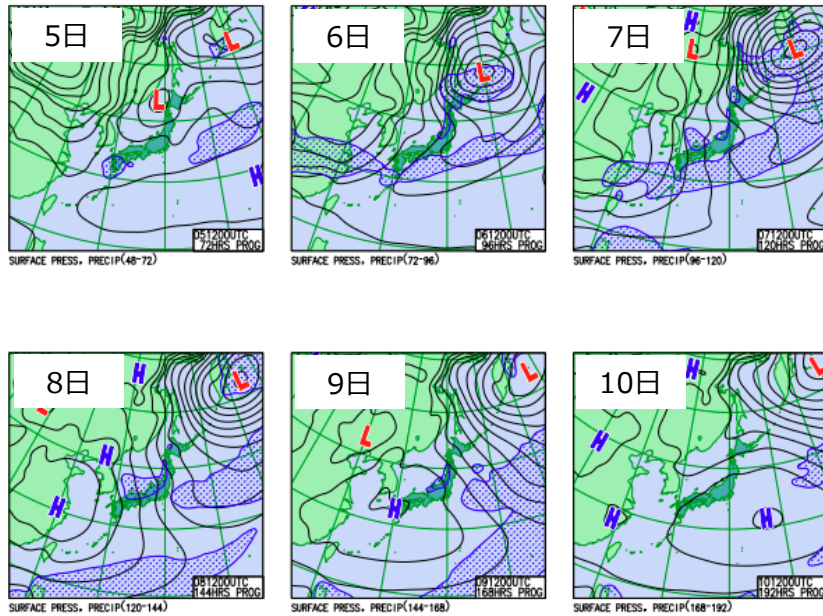 5日
L
L
H
051200UTC
72HRS PROG
SURFACE PRESS, PRECIP(48-72)
6日
L
061200UTC
96HRS PROG
SURFACE PRESS, PRECIP(72-96)
7日
H
L
L
H
071200UTC
120HRS PROG
SURFACE PRESS, PRECIP(96-120)
8日
H
L
H
H
081200UTC
144HRS PROG
SURFACE PRESS, PRECIP(120-144)
9日
L
L
H
091200UTC
168HRS PROG
SURFACE PRESS, PRECIP(144-168)
10日
H
L
H
H
H
101200UTC
192HRS PROG
SURFACE PRESS, PRECIP(168-192)